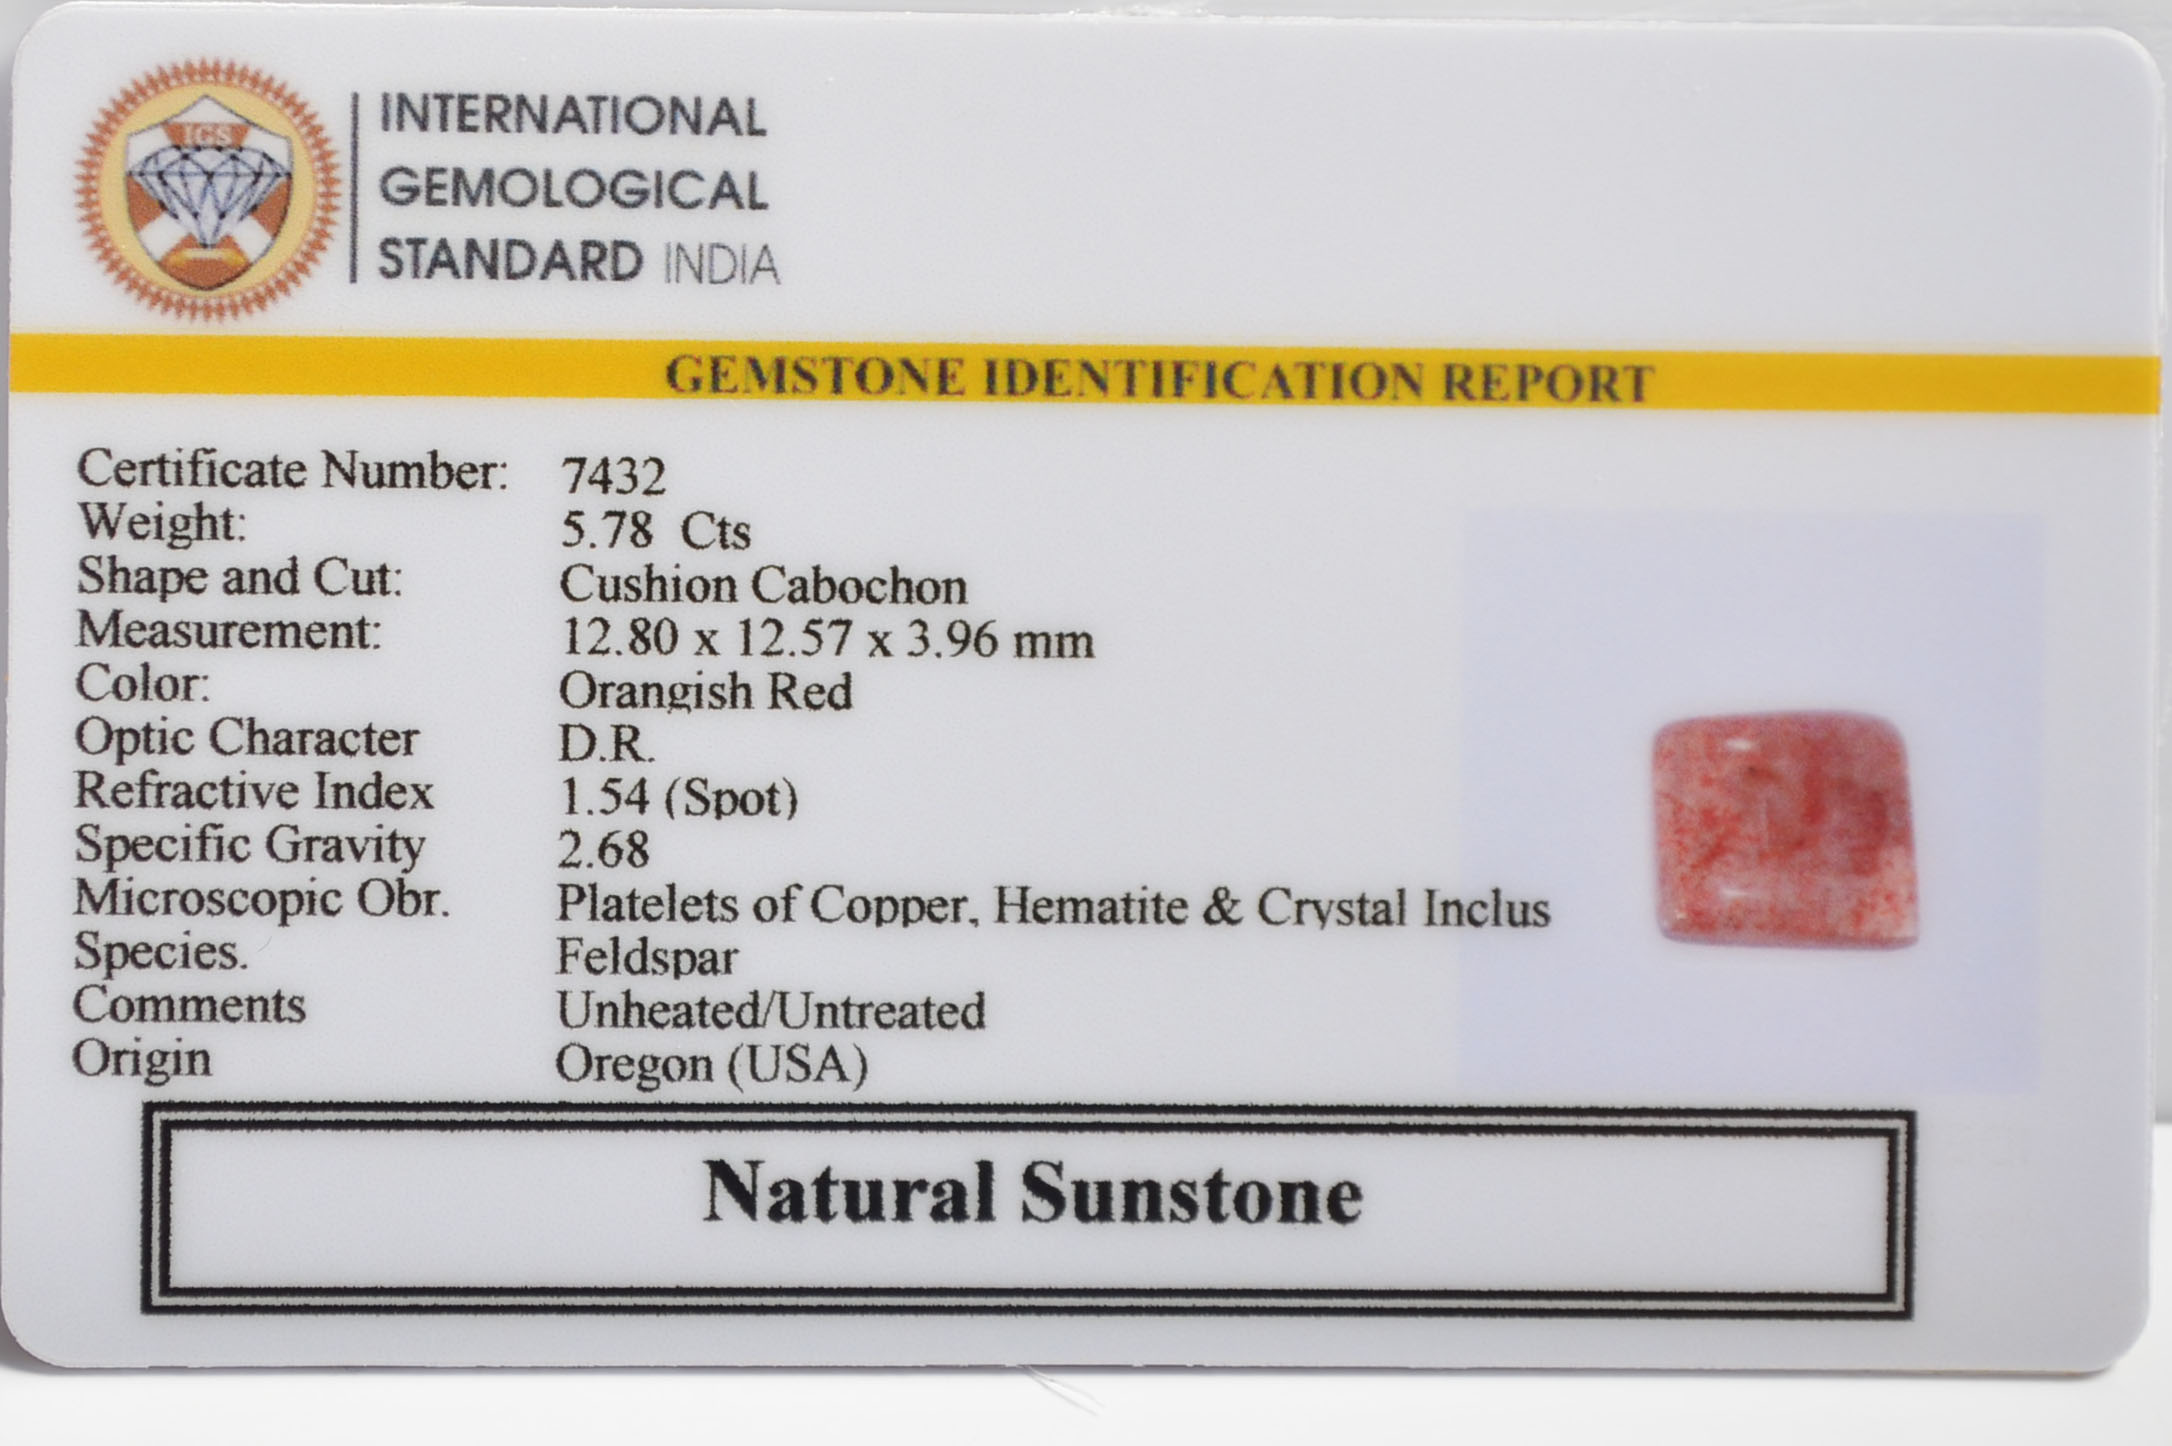 IGS
INTERNATIONAL
GEMOLOGICAL
STANDARD INDIA
GEMSTONE IDENTIFICATION REPORT
Certificate Number: 7432
Weight: 5.78 Cts
Shape and Cut: Cushion Cabochon
Measurement: 12.80 x 12.57 x 3.96 mm
Color: Orangish Red
Optic Character D.R.
Refractive Index 1.54 (Spot)
Specific Gravity 2.68
Microscopic Obr. Platelets of Copper, Hematite & Crystal Inclus
Species. Feldspar
Comments Unheated/Untreated
Origin Oregon (USA)
Natural Sunstone